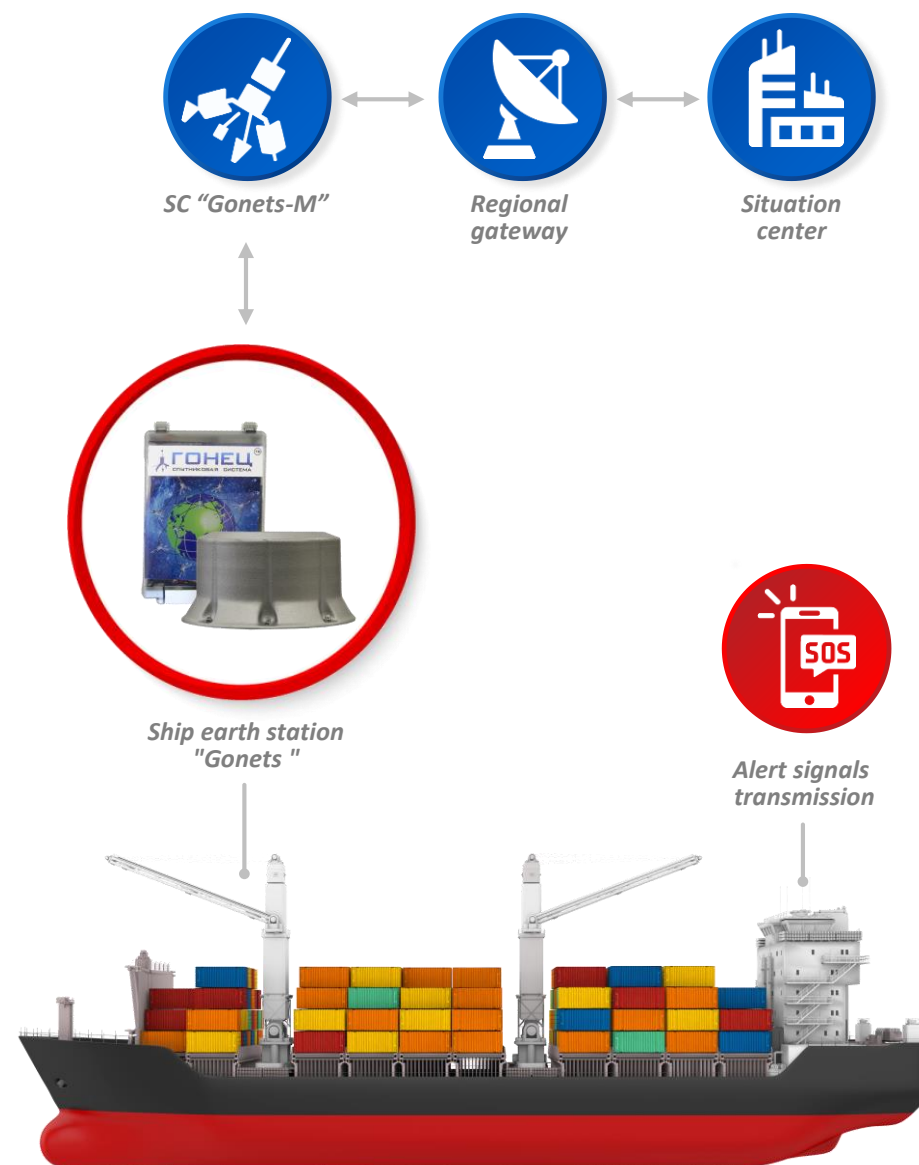 SC “Gonets-M”
Regional
gateway
Situation
center
ГОНЕЦ
СПУТНИКОВАЯ СИСТЕМА
Ship earth station
"Gonets "
SOS
Alert signals
transmission